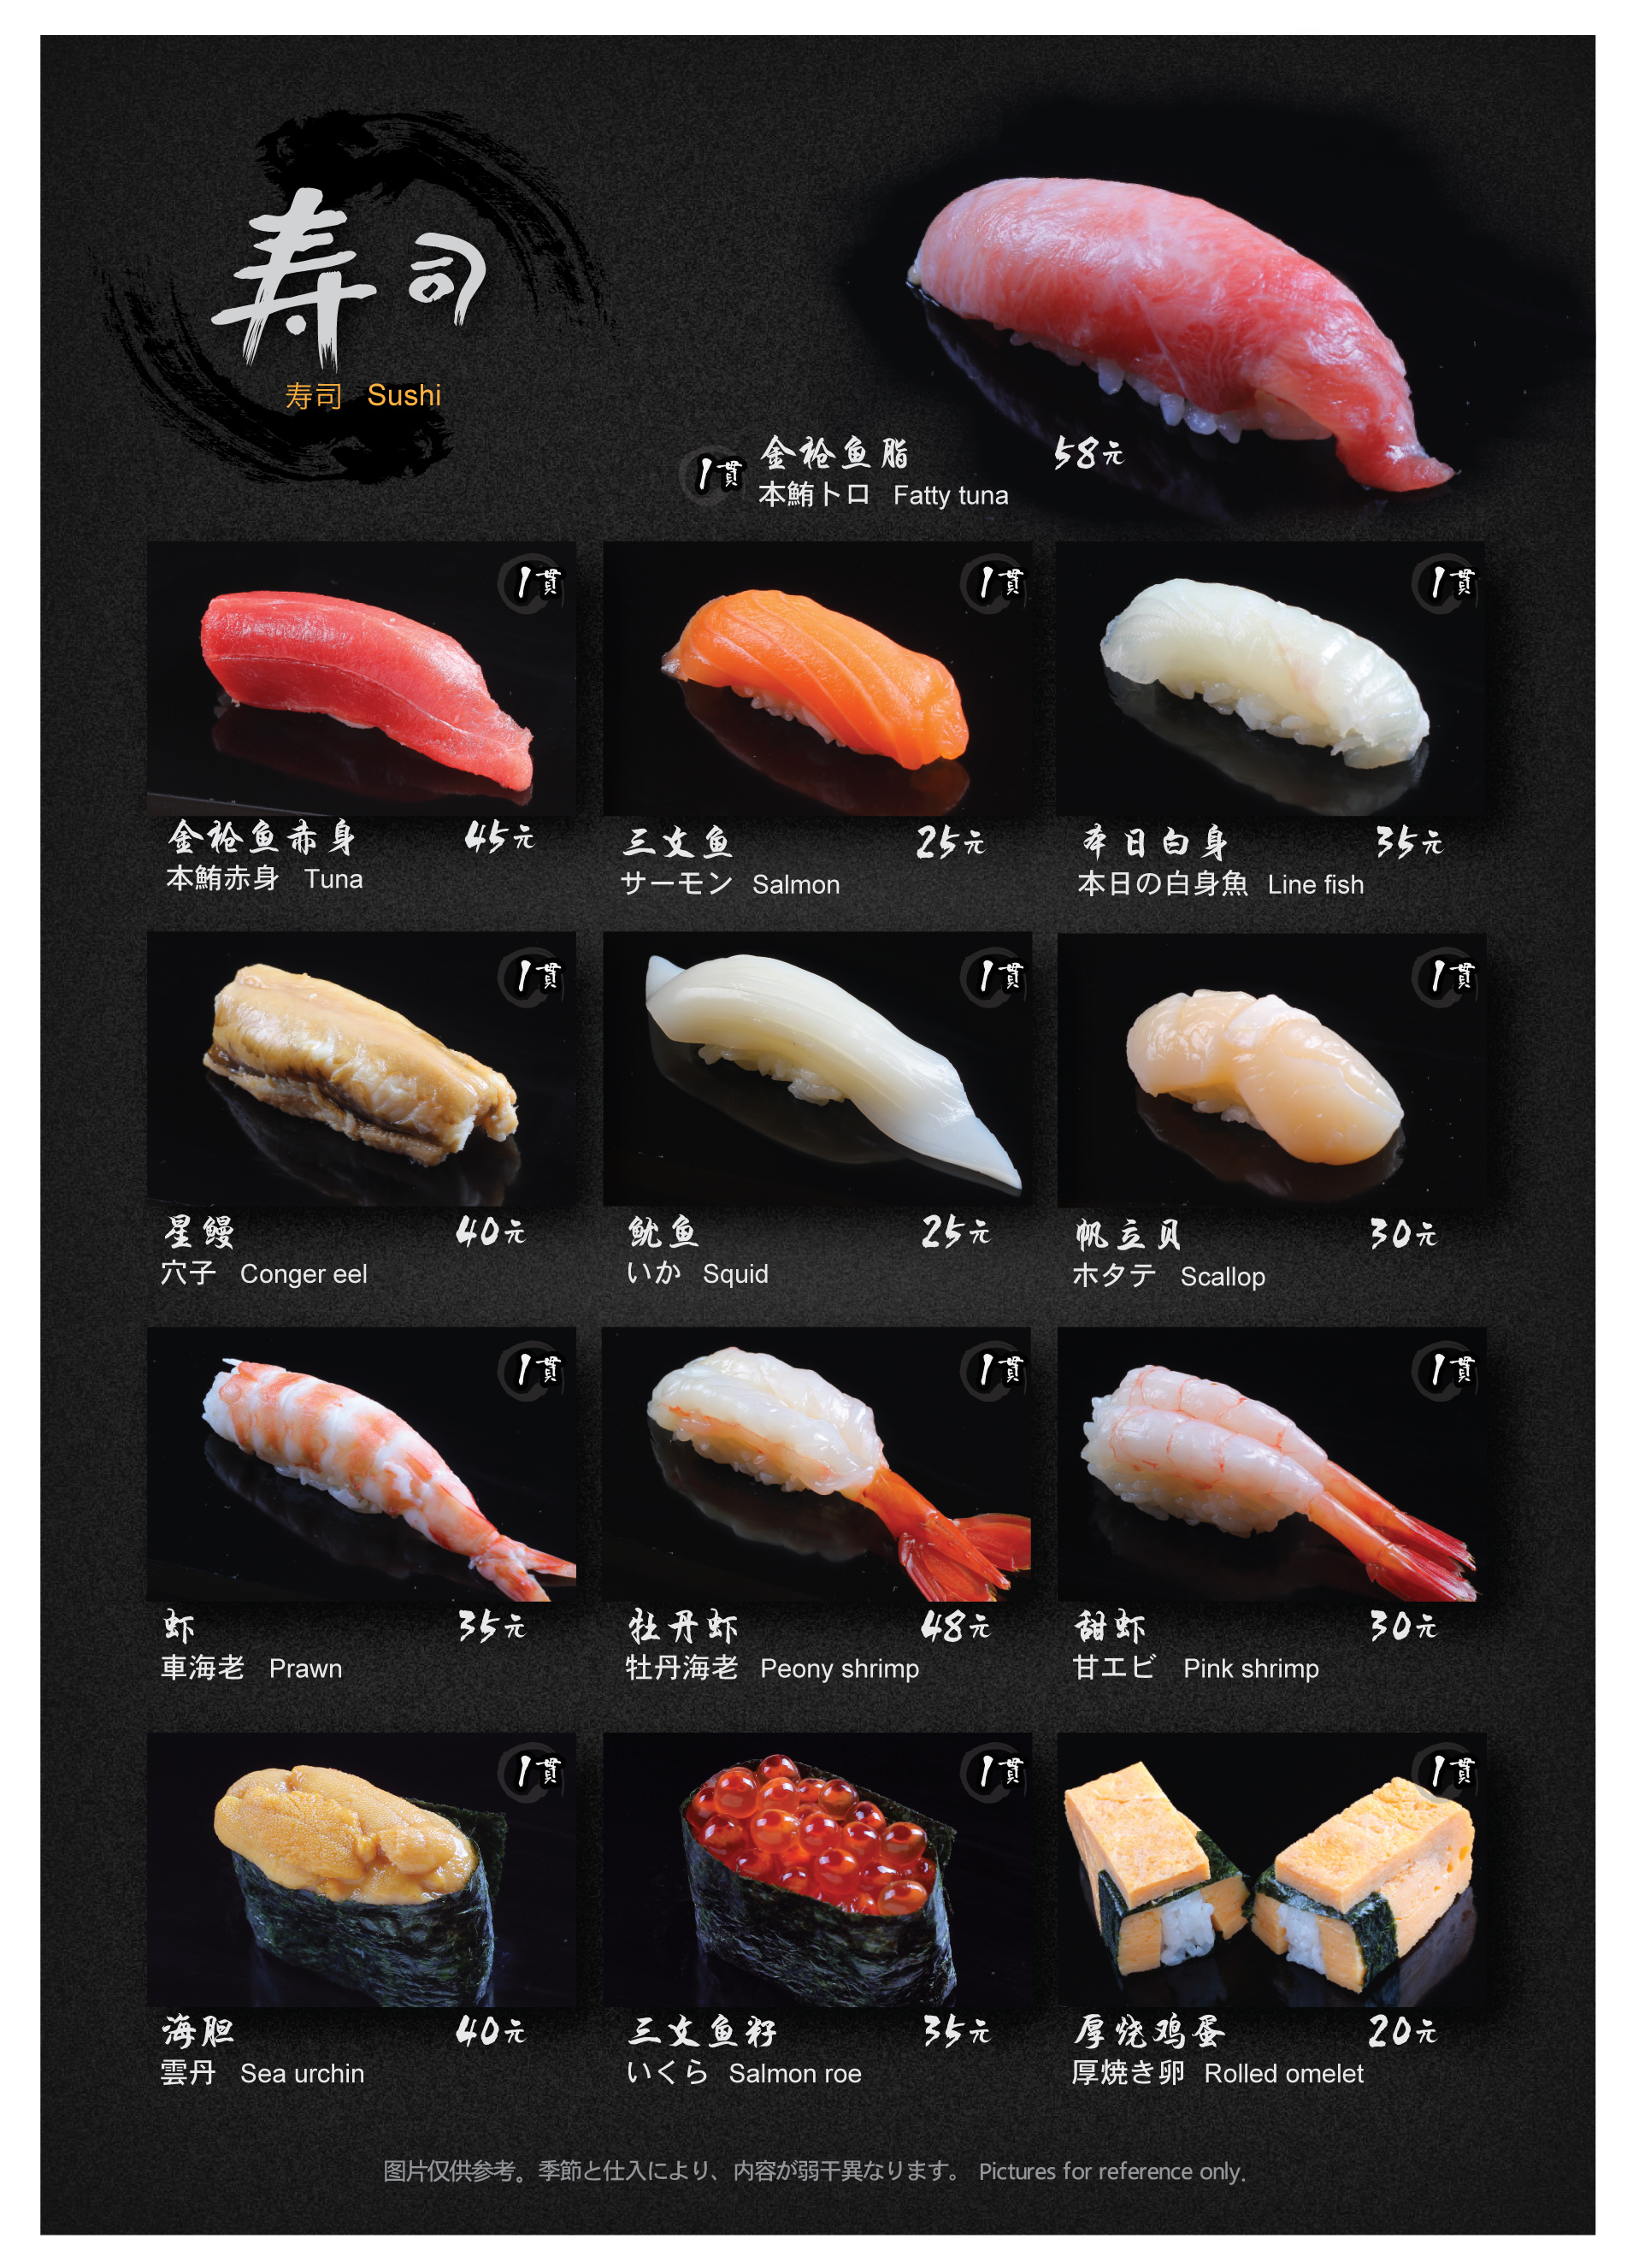 寿司
寿司 Sushi
1貫 金枪鱼脂 58元
本鮪トロ Fatty tuna
1貫
1貫
1貫
金枪鱼赤身 45元
本鮪赤身 Tuna
三文鱼 25元
サーモン Salmon
本日白身 35元
本日の白身魚 Line fish
1貫
1貫
1貫
星鳗 40元
穴子 Conger eel
鱿鱼 25元
いか Squid
帆立贝 30元
ホタテ Scallop
1貫
1貫
1貫
虾 35元
車海老 Prawn
牡丹虾 48元
牡丹海老 Peony shrimp
甜虾 30元
甘エビ Pink shrimp
1貫
1貫
1貫
海胆 40元
雲丹 Sea urchin
三文鱼籽 35元
いくら Salmon roe
厚烧鸡蛋 20元
厚焼き卵 Rolled omelet
图片仅供参考。季節と仕入により、内容が弱干異なります。 Pictures for reference only.